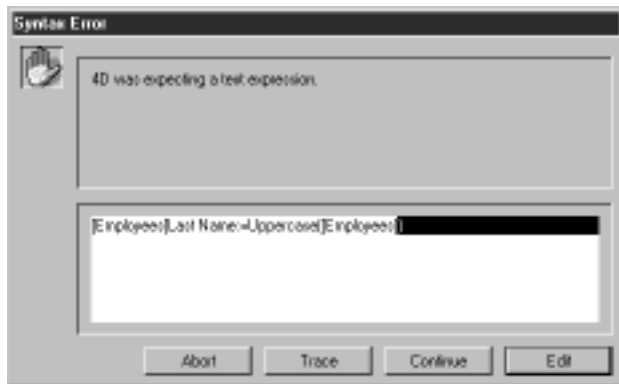 Syntax Error
4D was expecting a text expression.
[Employees]Last Name:=Uppercase([Employees])
Abort Trace Continue Edit